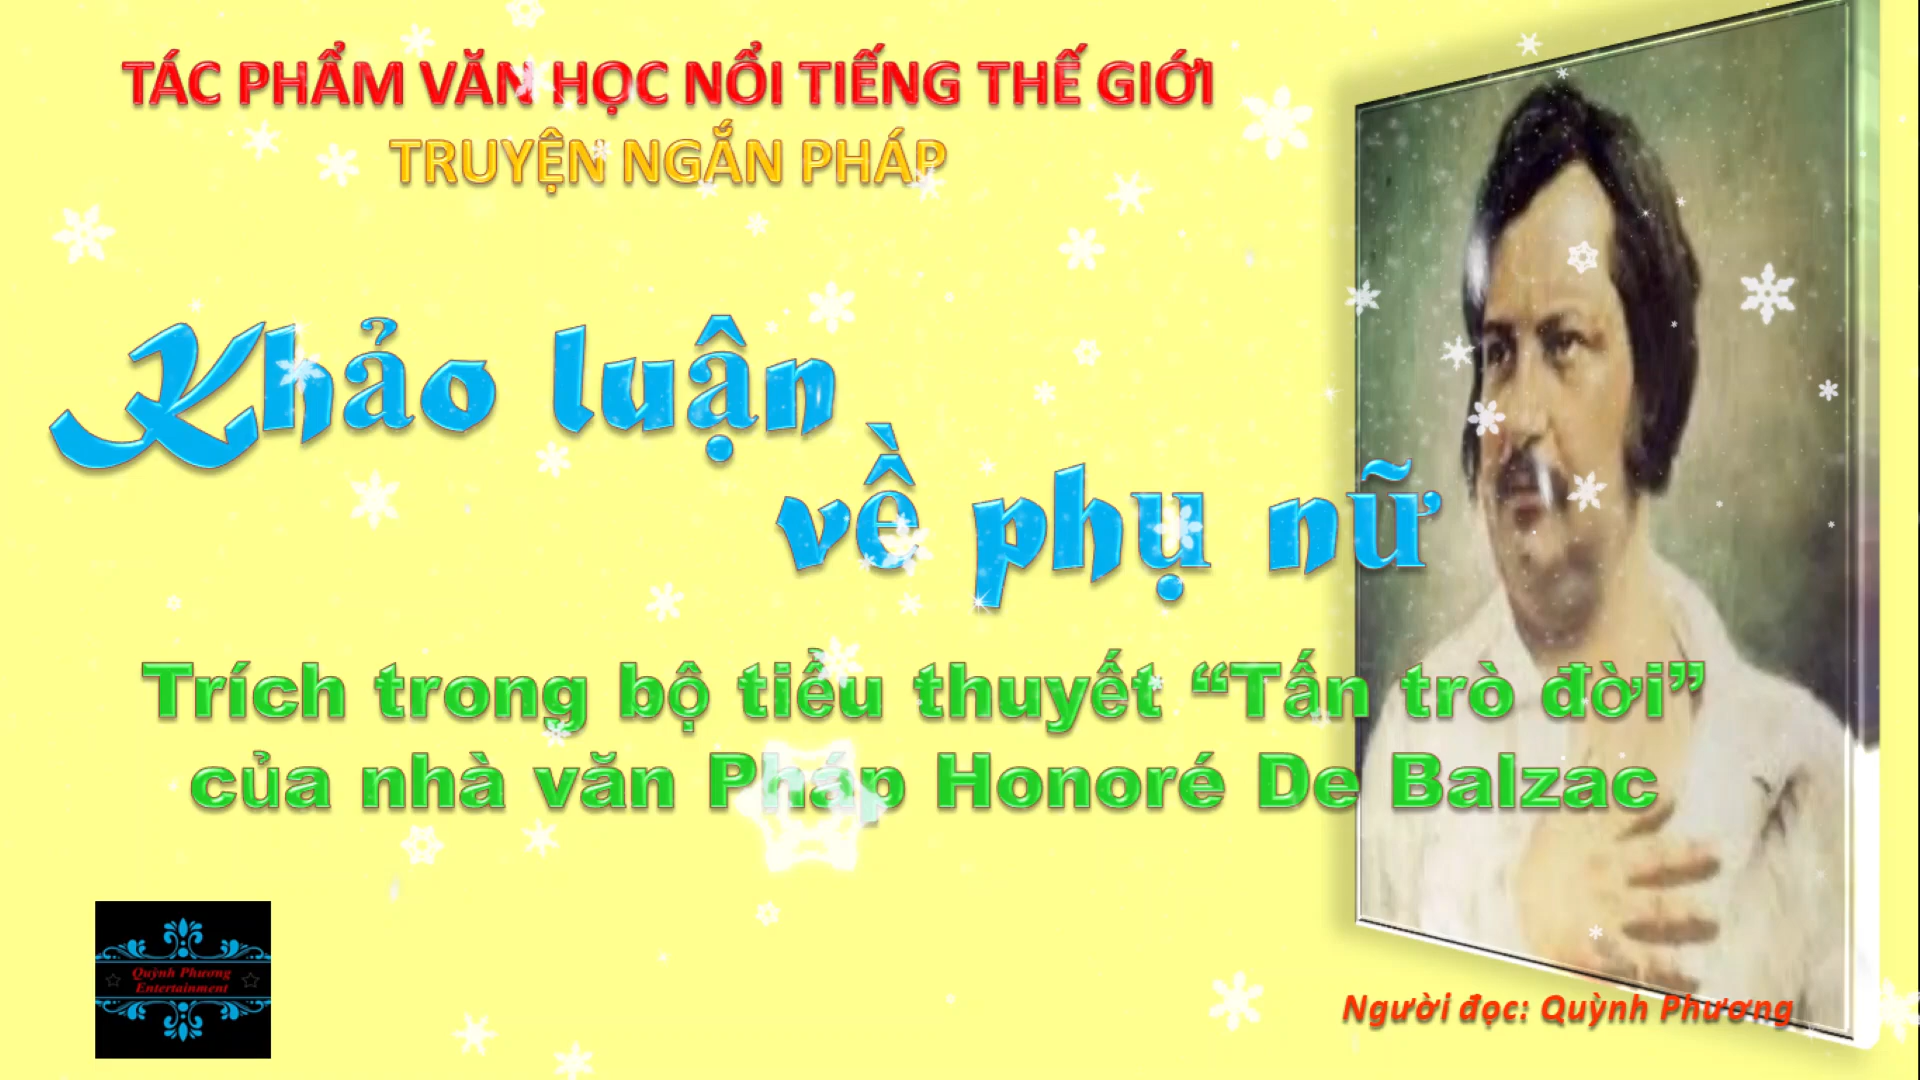 TÁC PHẨM VĂN HỌC NỔI TIẾNG THẾ GIỚI
TRUYỆN NGẮN PHÁP
Khảo luận
về phụ nữ
Trích trong bộ tiểu thuyết “Tấn trò đời”
của nhà văn Pháp Honoré De Balzac
Quỳnh Phương
Entertainment
Người đọc: Quỳnh Phương